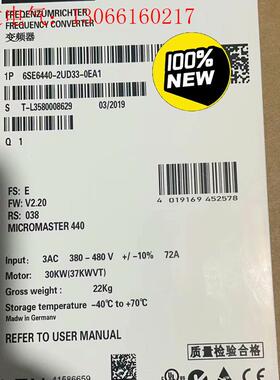 13066160217
FREQUENCY CONVERTER
变频器
1P 6SE6440-2UD33-0EA1
S T-L3580008629 03/2019
Q 1
100%
NEW
FS: E
FW: V2.20
RS: 038
MICROMASTER 440
4 019169 452578
Input: 3AC 380 - 480 V +/-10% 72A
Motor: 30KW(37KWVT)
Gross weight: 22Kg
Storage temperature -40℃ to +70℃
Madw in Germanv
REFER TO USER MANUAL
质量检验合格